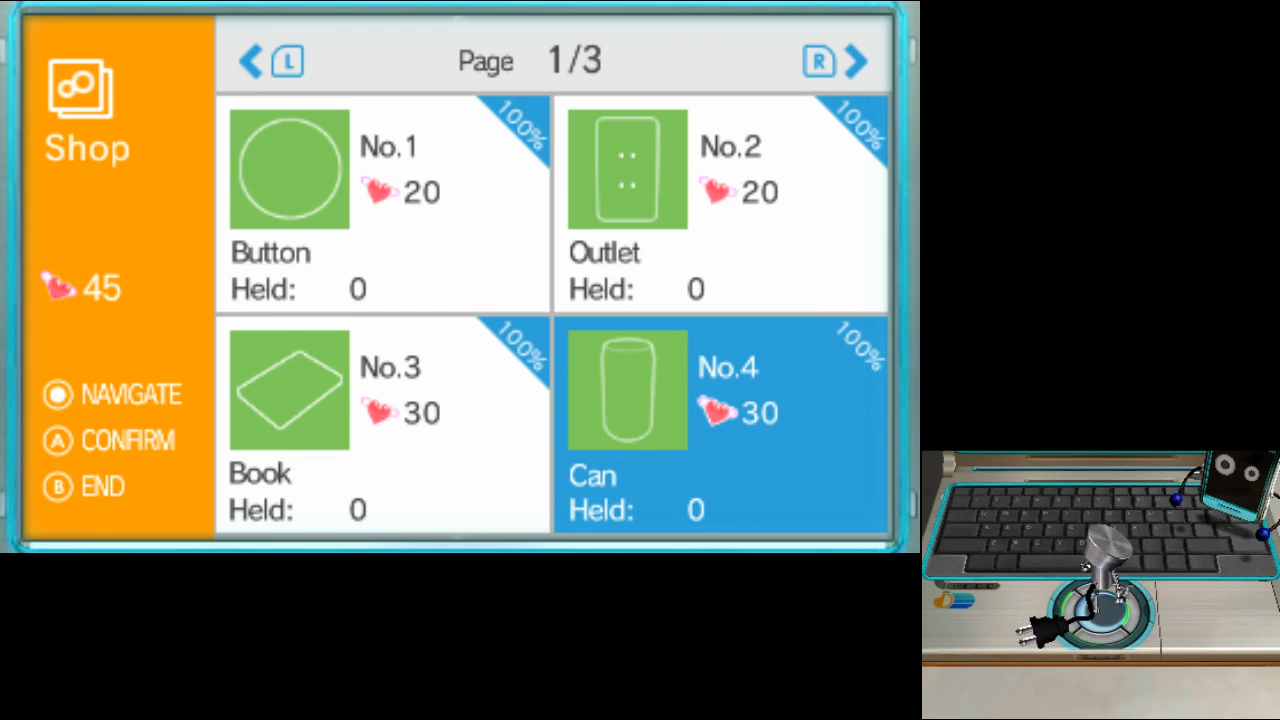 Shop
45
NAVIGATE
A CONFIRM
B END
L Page 1/3 R
100%
No.1
20
Button
Held: 0
100%
No.2
20
Outlet
Held: 0
100%
No.3
30
Book
Held: 0
100%
No.4
30
Can
Held: 0